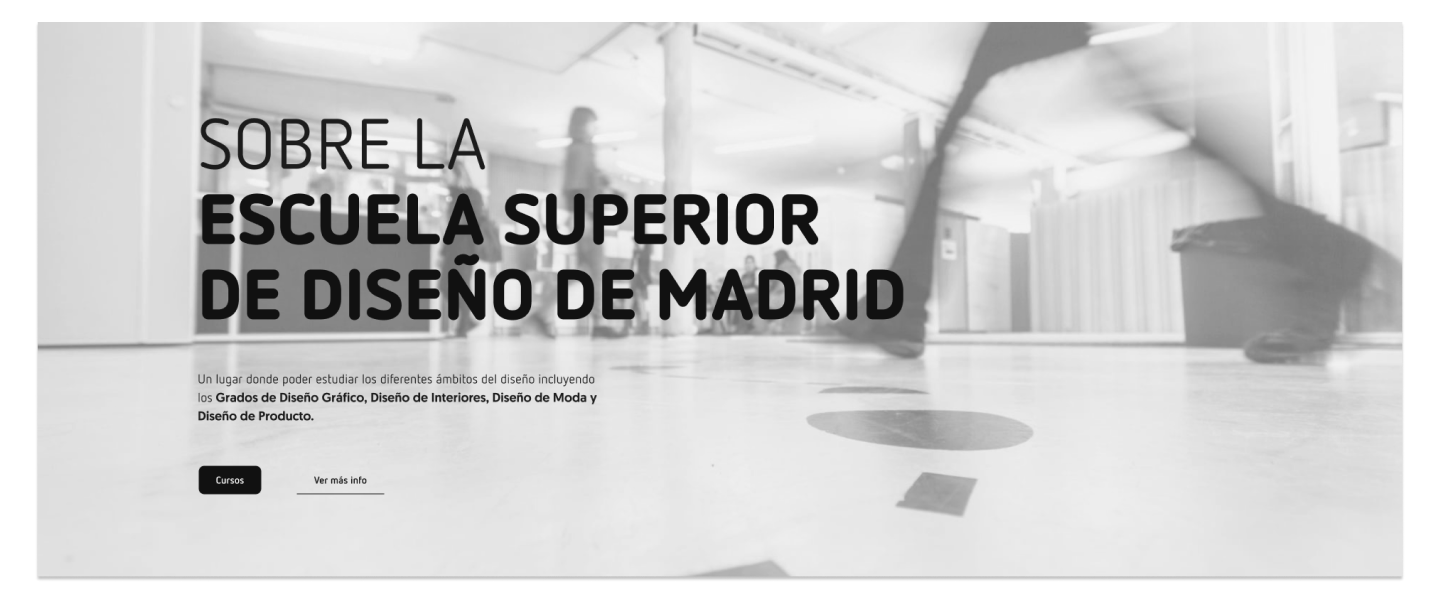 SOBRE LA
ESCUELA SUPERIOR
DE DISEÑO DE MADRID
Un lugar donde poder estudiar los diferentes ámbitos del diseño incluyendo
los Grados de Diseño Gráfico, Diseño de Interiores, Diseño de Moda y
Diseño de Producto.
Cursos
Ver más info